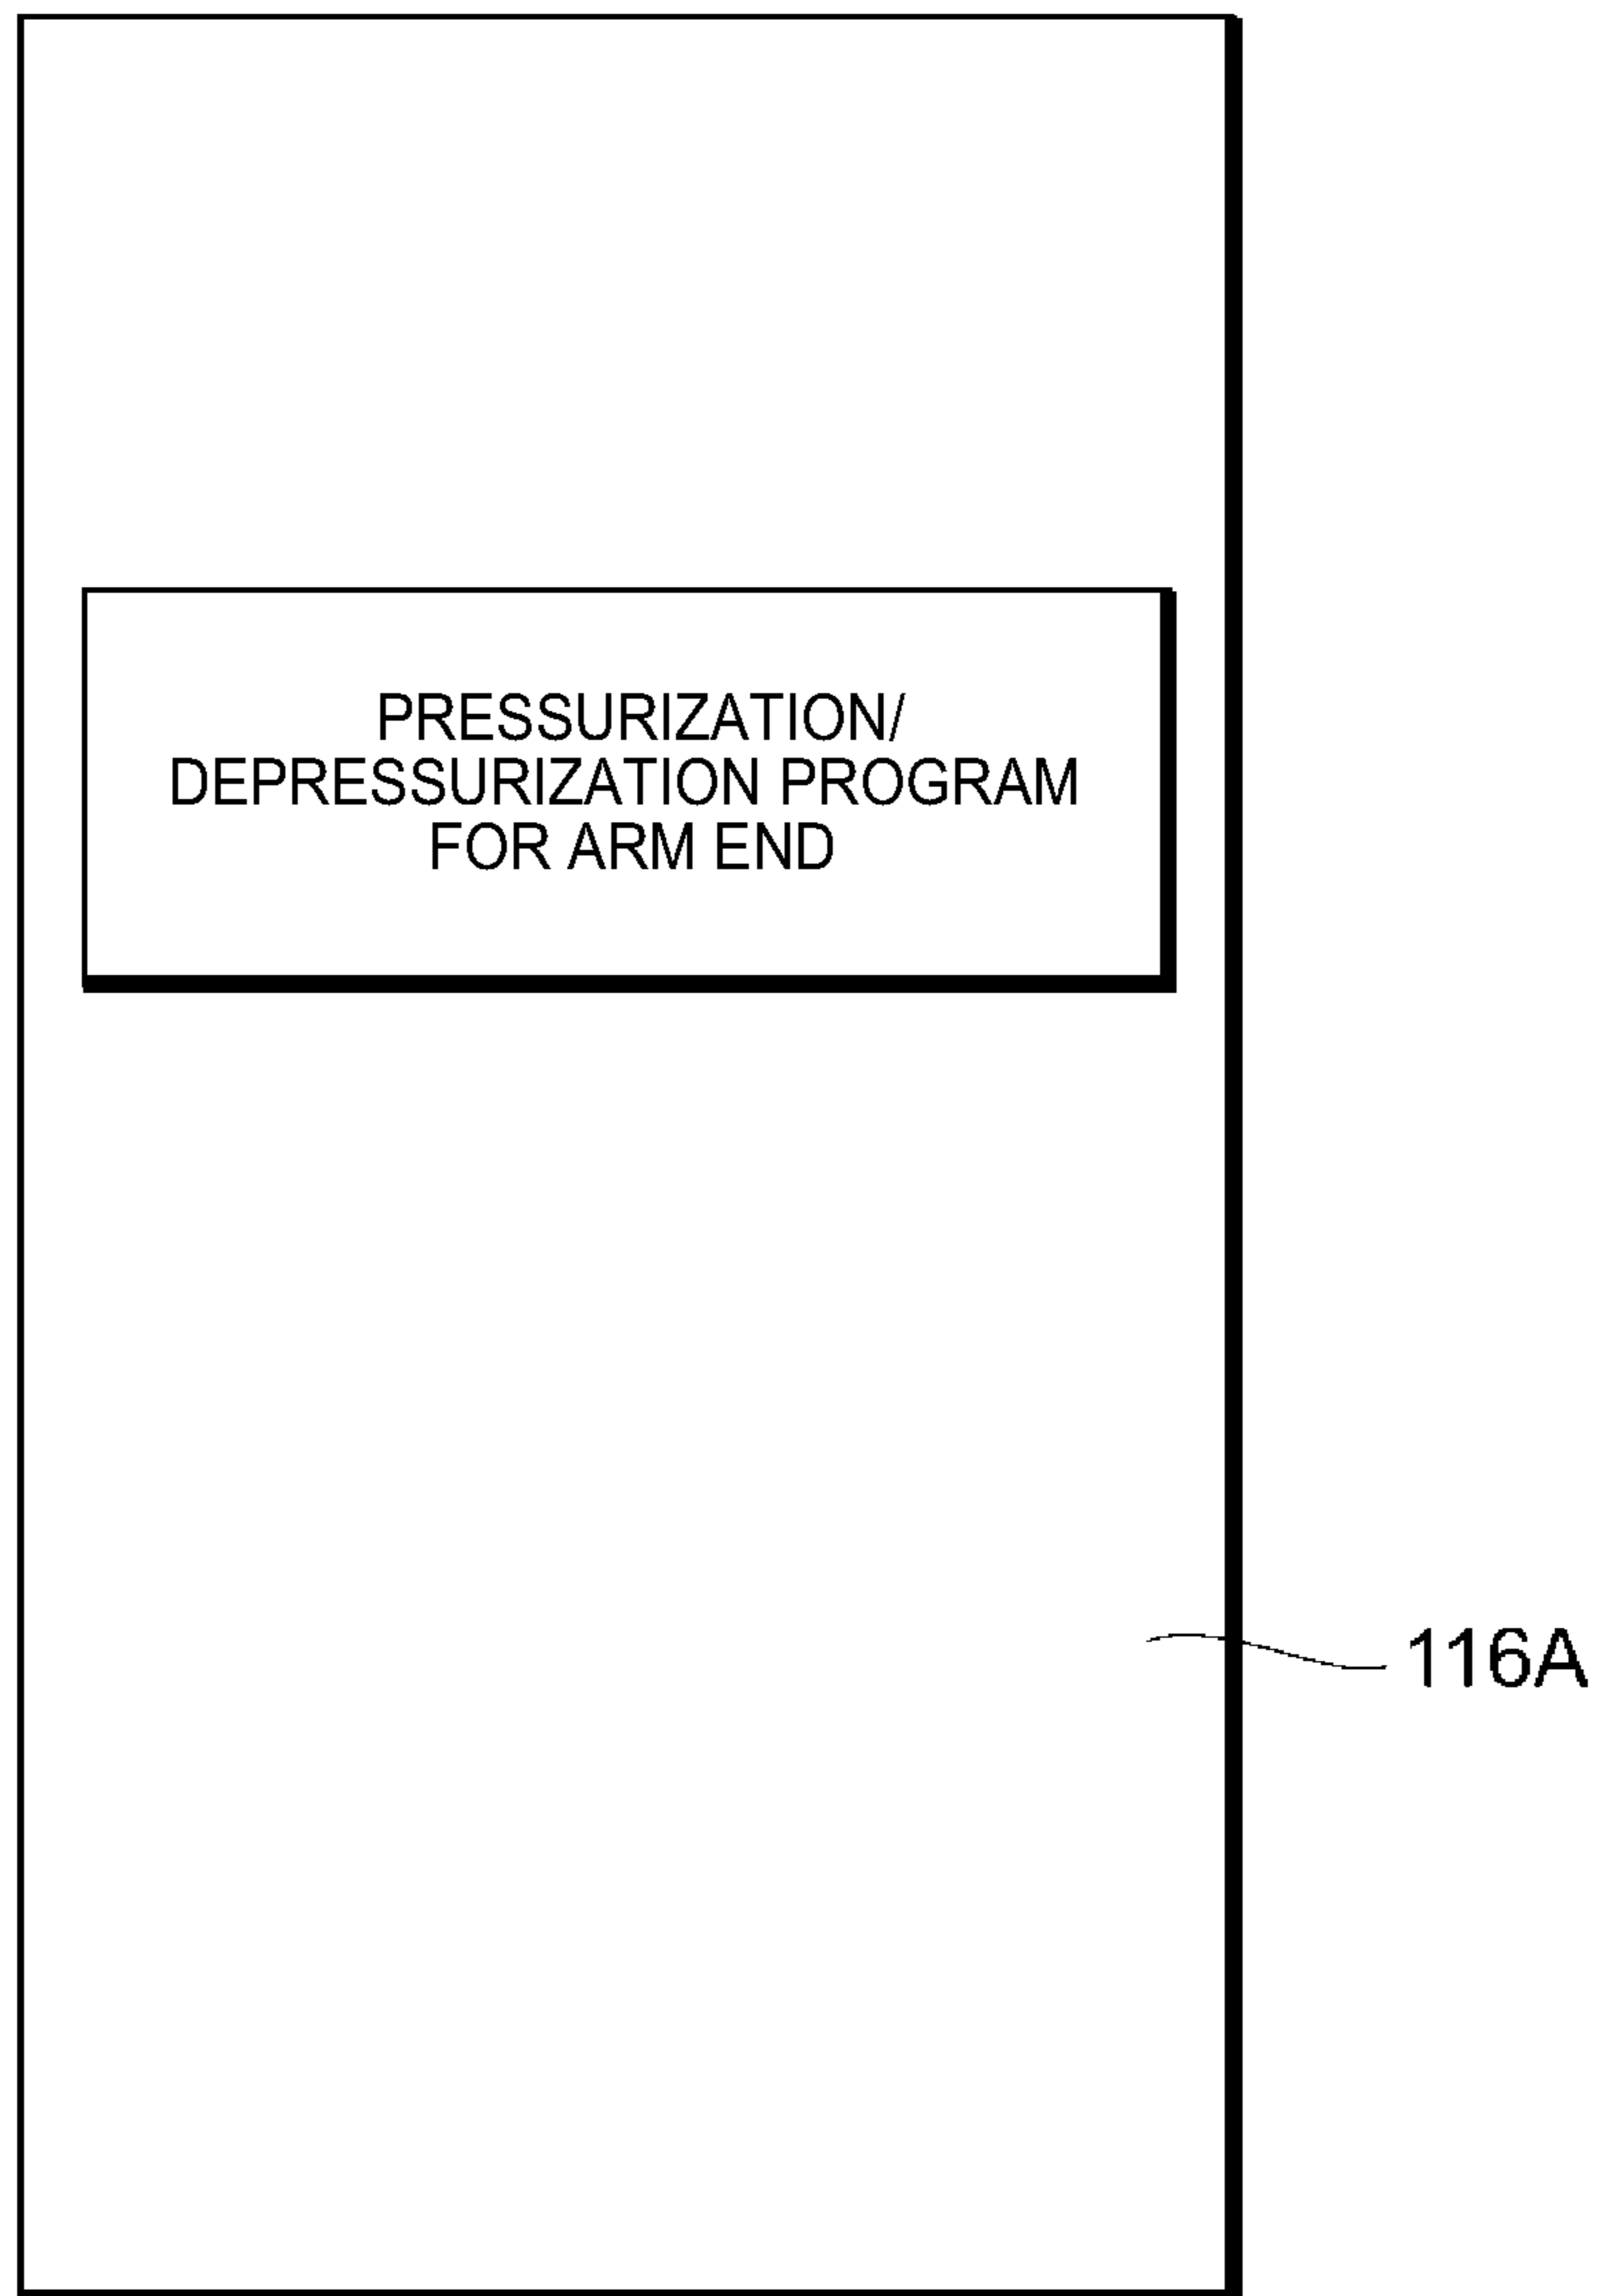 PRESSURIZATION/
DEPRESSURIZATION PROGRAM
FOR ARM END
116A